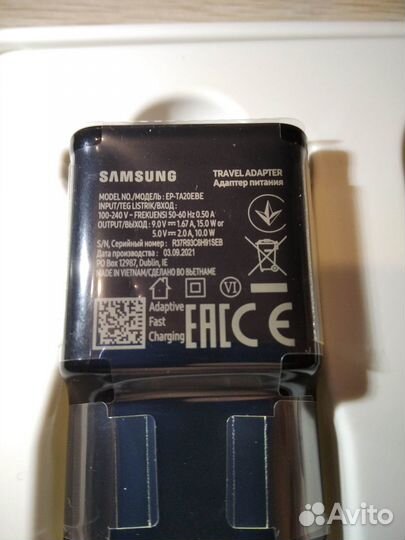 SAMSUNG
TRAVEL ADAPTER
Адаптер питания
MODEL NO./МОДЕЛЬ : EP-TA20EBE
INPUT/TEG LISTRIK/ВХОД :
100-240 V ~ FREKUENSI 50-60 Hz 0.50 A
OUTPUT/ВЫХОД : 9.0 V ⎓ 1.67 A, 15.0 W or
5.0 V ⎓ 2.0 A, 10.0 W
S/N, Серийный номер: R37R93C8H91SEB
Дата производства : 03.09.2021
PO Box 12987, Dublin, IE
MADE IN VIETNAM/СДЕЛАНО ВО ВЬЕТНАМЕ
VI
Adaptive
Fast
Charging
EAC CE
Avito